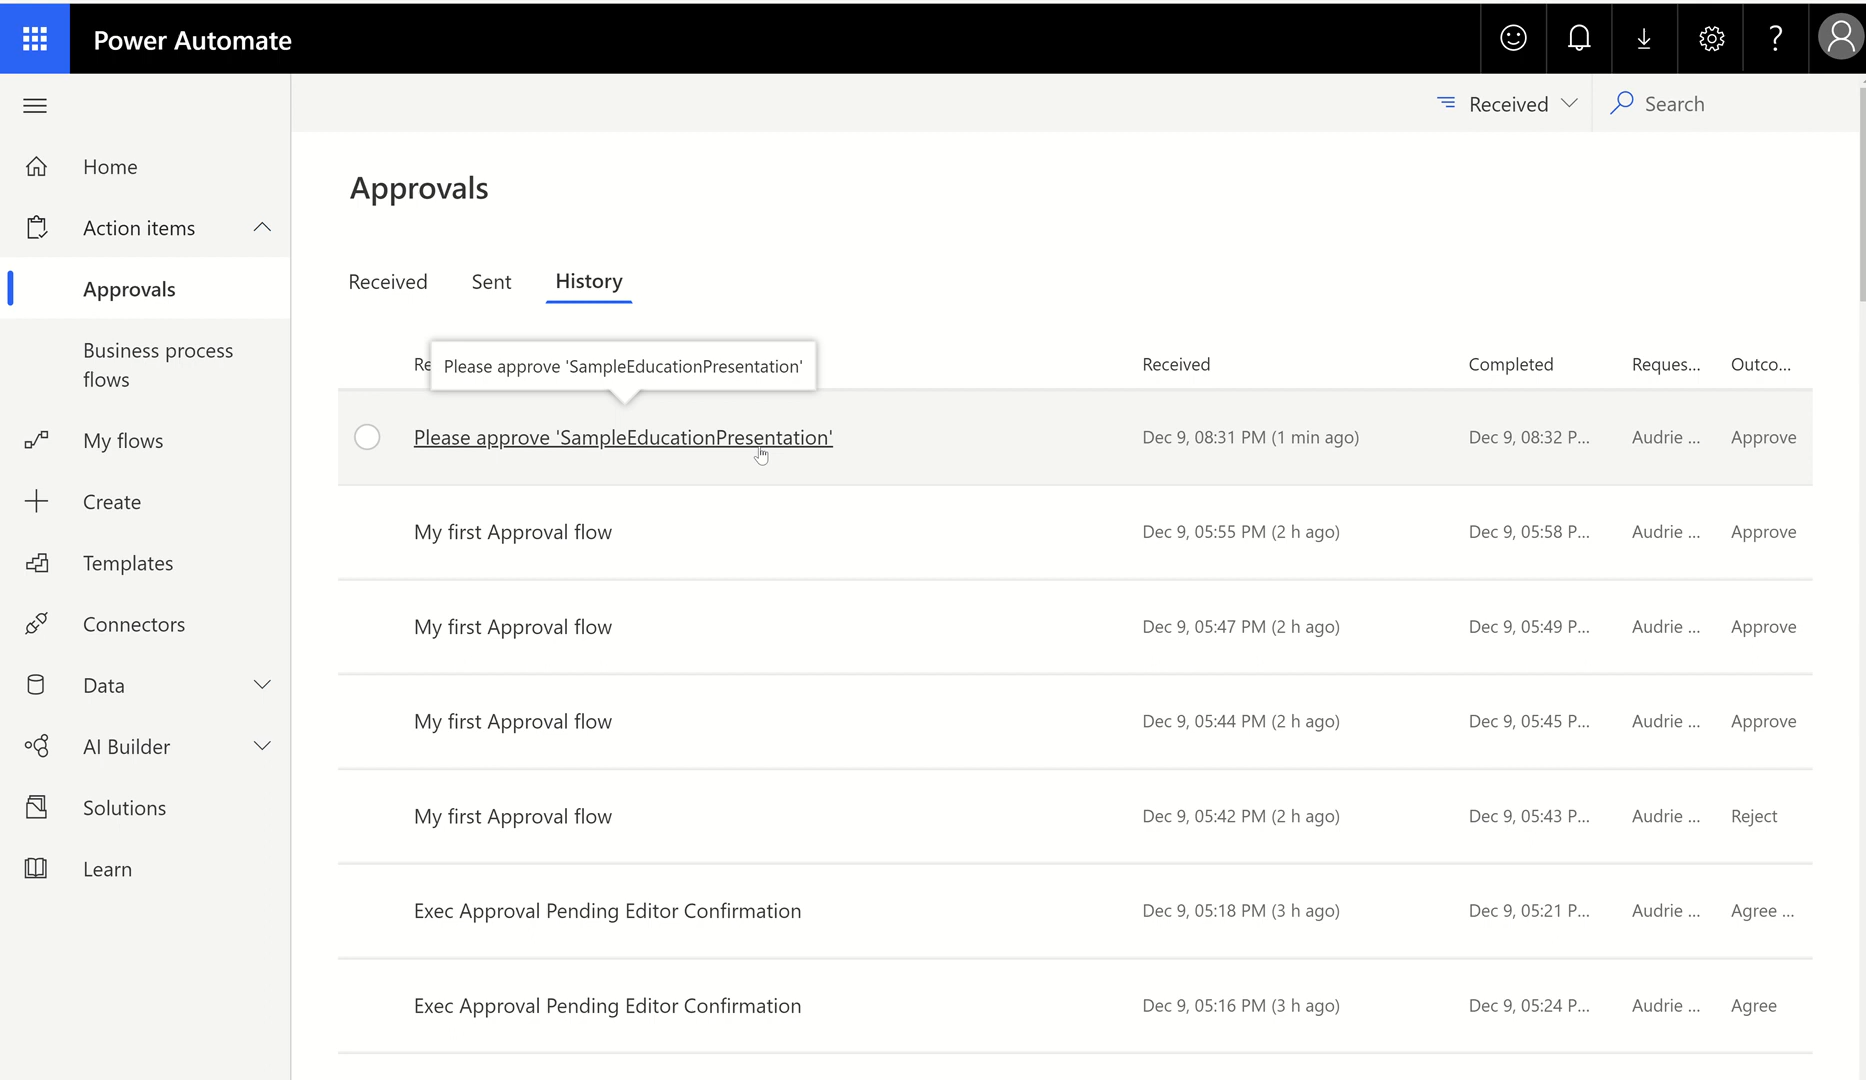 Power Automate
?
Received
Search
Home
Action items
Approvals
Business process
flows
My flows
Create
Templates
Connectors
Data
AI Builder
Solutions
Learn
Approvals
Received Sent History
Please approve 'SampleEducationPresentation'
Re Received Completed Reques... Outco...
Please approve 'SampleEducationPresentation' Dec 9, 08:31 PM (1 min ago) Dec 9, 08:32 P... Audrie ... Approve
My first Approval flow Dec 9, 05:55 PM (2 h ago) Dec 9, 05:58 P... Audrie ... Approve
My first Approval flow Dec 9, 05:47 PM (2 h ago) Dec 9, 05:49 P... Audrie ... Approve
My first Approval flow Dec 9, 05:44 PM (2 h ago) Dec 9, 05:45 P... Audrie ... Approve
My first Approval flow Dec 9, 05:42 PM (2 h ago) Dec 9, 05:43 P... Audrie ... Reject
Exec Approval Pending Editor Confirmation Dec 9, 05:18 PM (3 h ago) Dec 9, 05:21 P... Audrie ... Agree ...
Exec Approval Pending Editor Confirmation Dec 9, 05:16 PM (3 h ago) Dec 9, 05:24 P... Audrie ... Agree